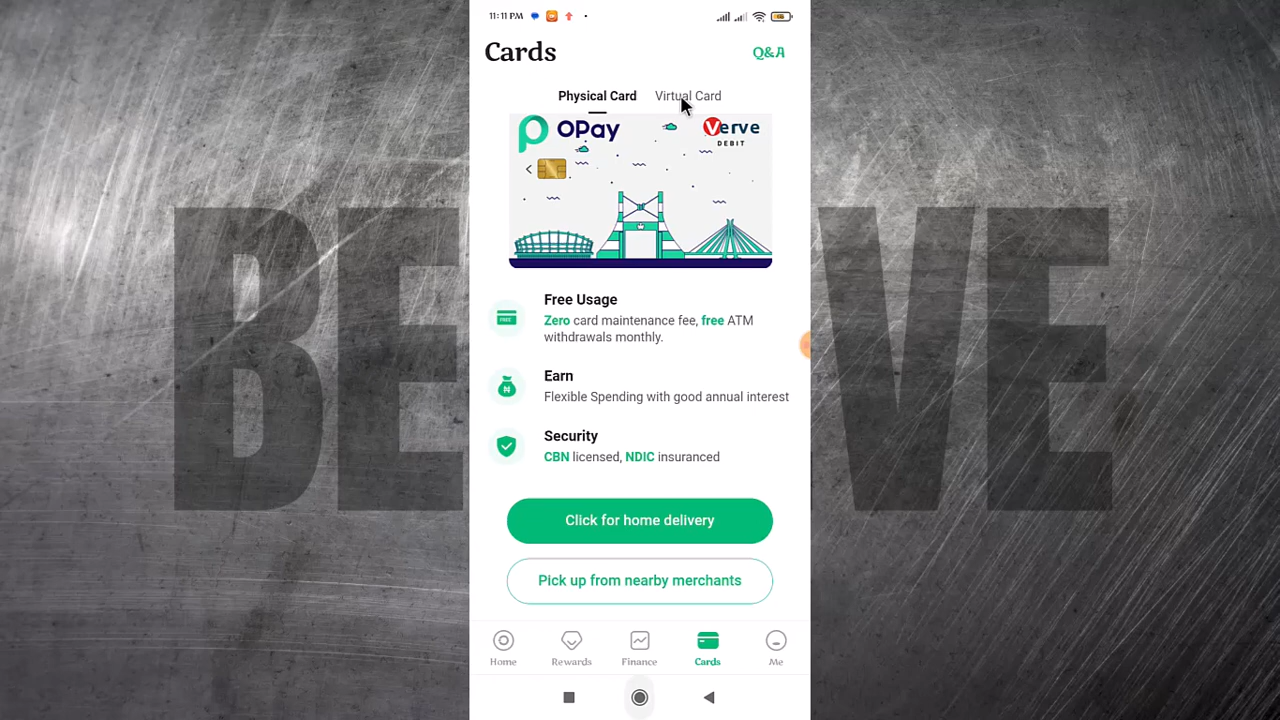 11:11 PM
Cards
Q&A
Physical Card
Virtual Card
OPay
Verve
DEBIT
Free Usage
FREE
Zero card maintenance fee, free ATM
withdrawals monthly.
Earn
Flexible Spending with good annual interest
Security
CBN licensed, NDIC insuranced
Click for home delivery
Pick up from nearby merchants
Home
Rewards
Finance
Cards
Me